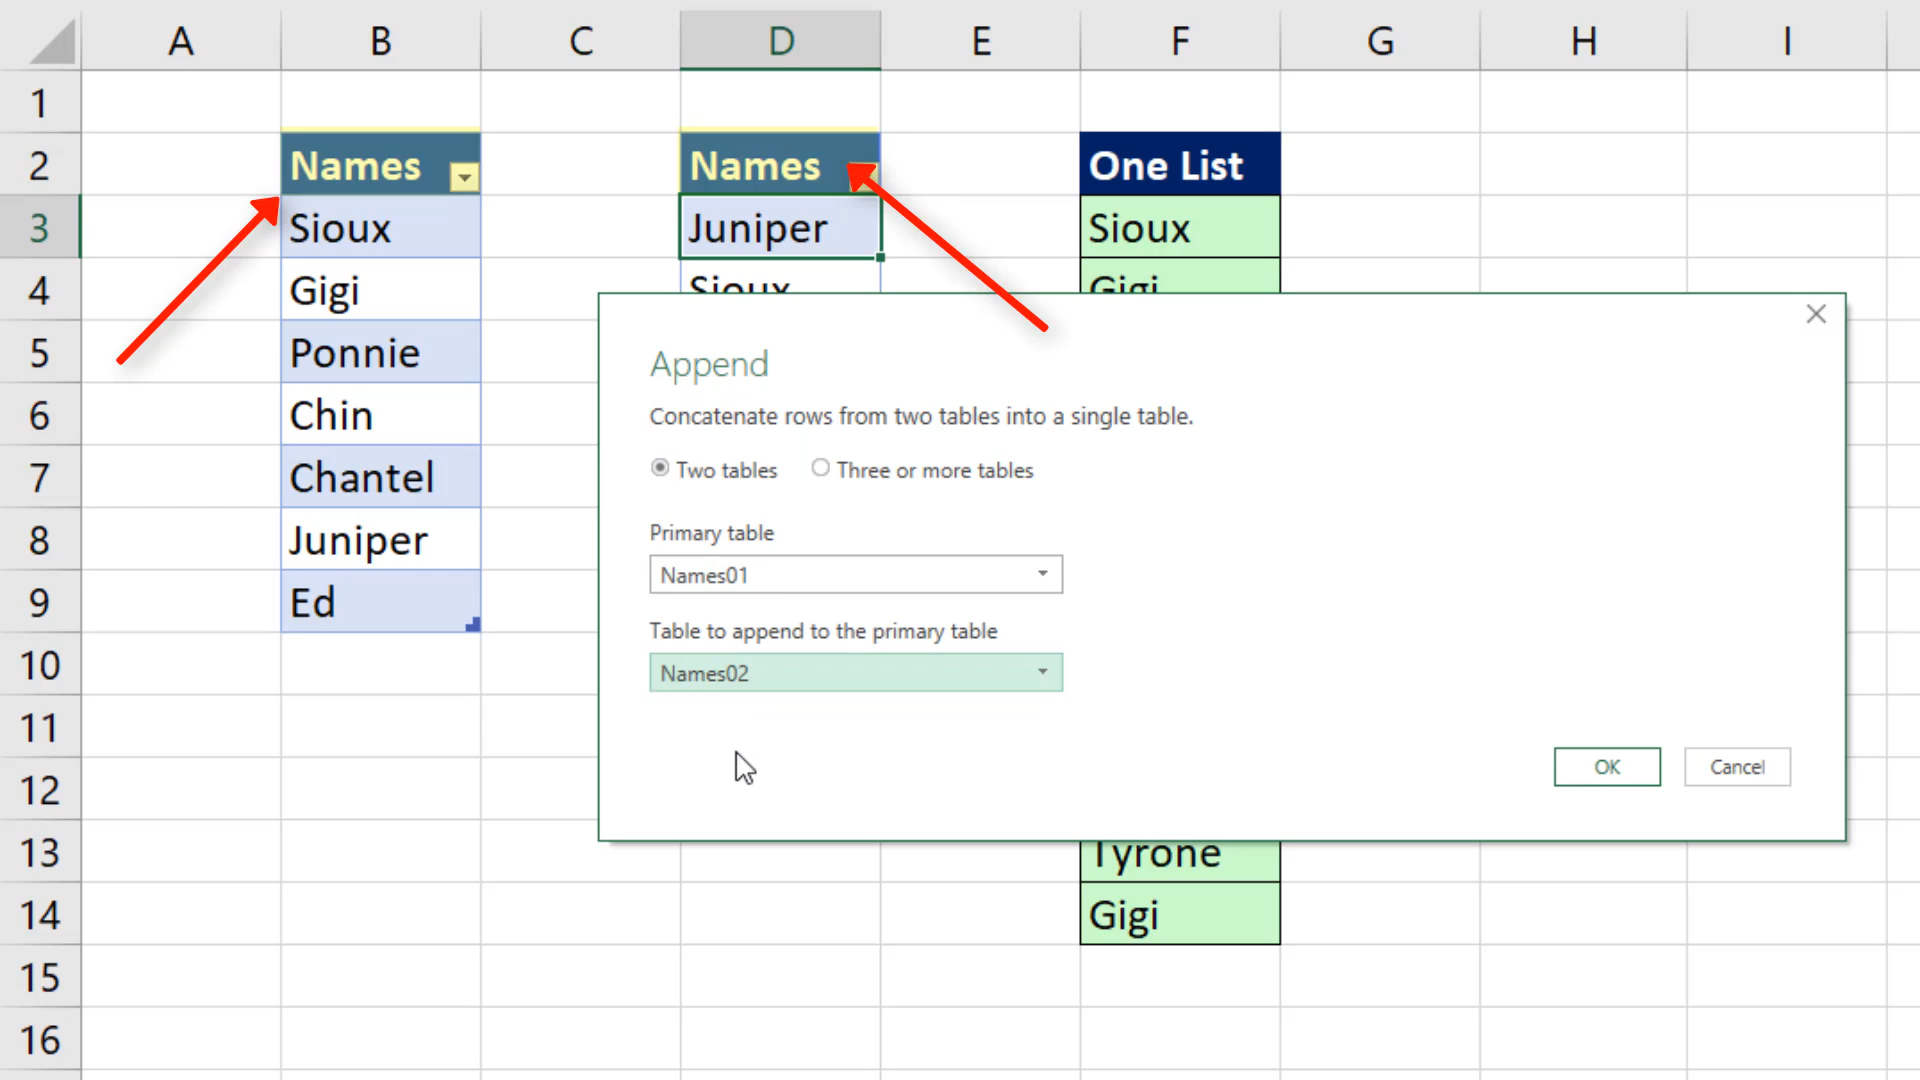 A B C D E F G H I
1
2 Names Names One List
3 Sioux Juniper Sioux
4 Gigi Sioux Gigi
5 Ponnie
6 Chin
7 Chantel
8 Juniper
9 Ed
10
11
12
13 Tyrone
14 Gigi
15
16
Append
Concatenate rows from two tables into a single table.
Two tables Three or more tables
Primary table
Names01
Table to append to the primary table
Names02
OK Cancel